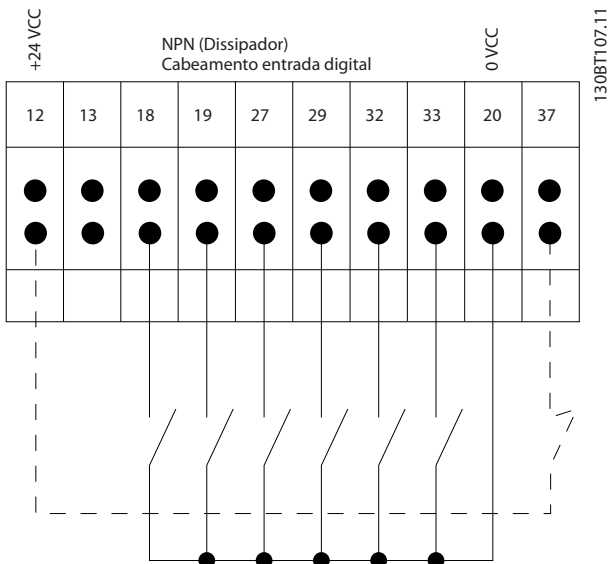 +24 VCC
NPN (Dissipador)
Cabeamento entrada digital
0 VCC
130BT107.11
12 13 18 19 27 29 32 33 20 37